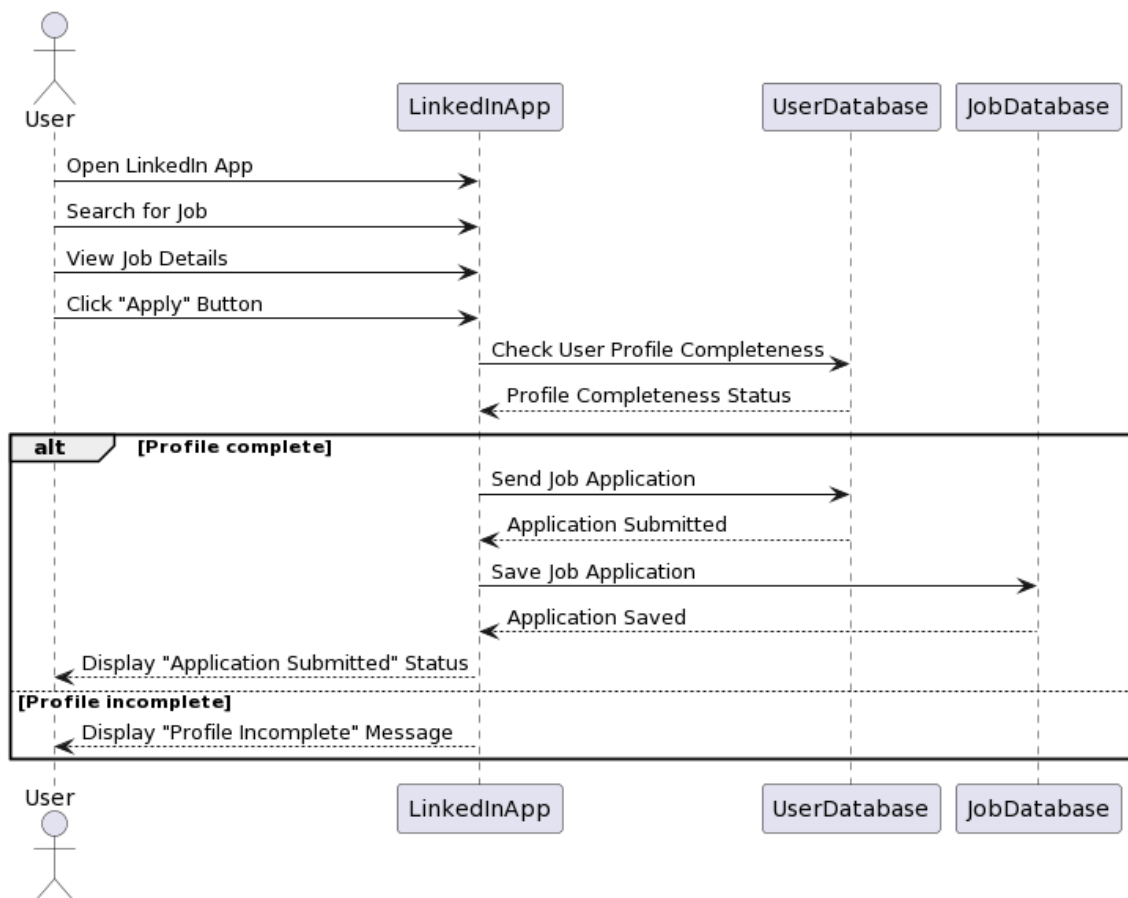 User
LinkedInApp
UserDatabase
JobDatabase
Open LinkedIn App
Search for Job
View Job Details
Click "Apply" Button
Check User Profile Completeness
Profile Completeness Status
alt [Profile complete]
Send Job Application
Application Submitted
Save Job Application
Application Saved
Display "Application Submitted" Status
[Profile incomplete]
Display "Profile Incomplete" Message
User
LinkedInApp
UserDatabase
JobDatabase